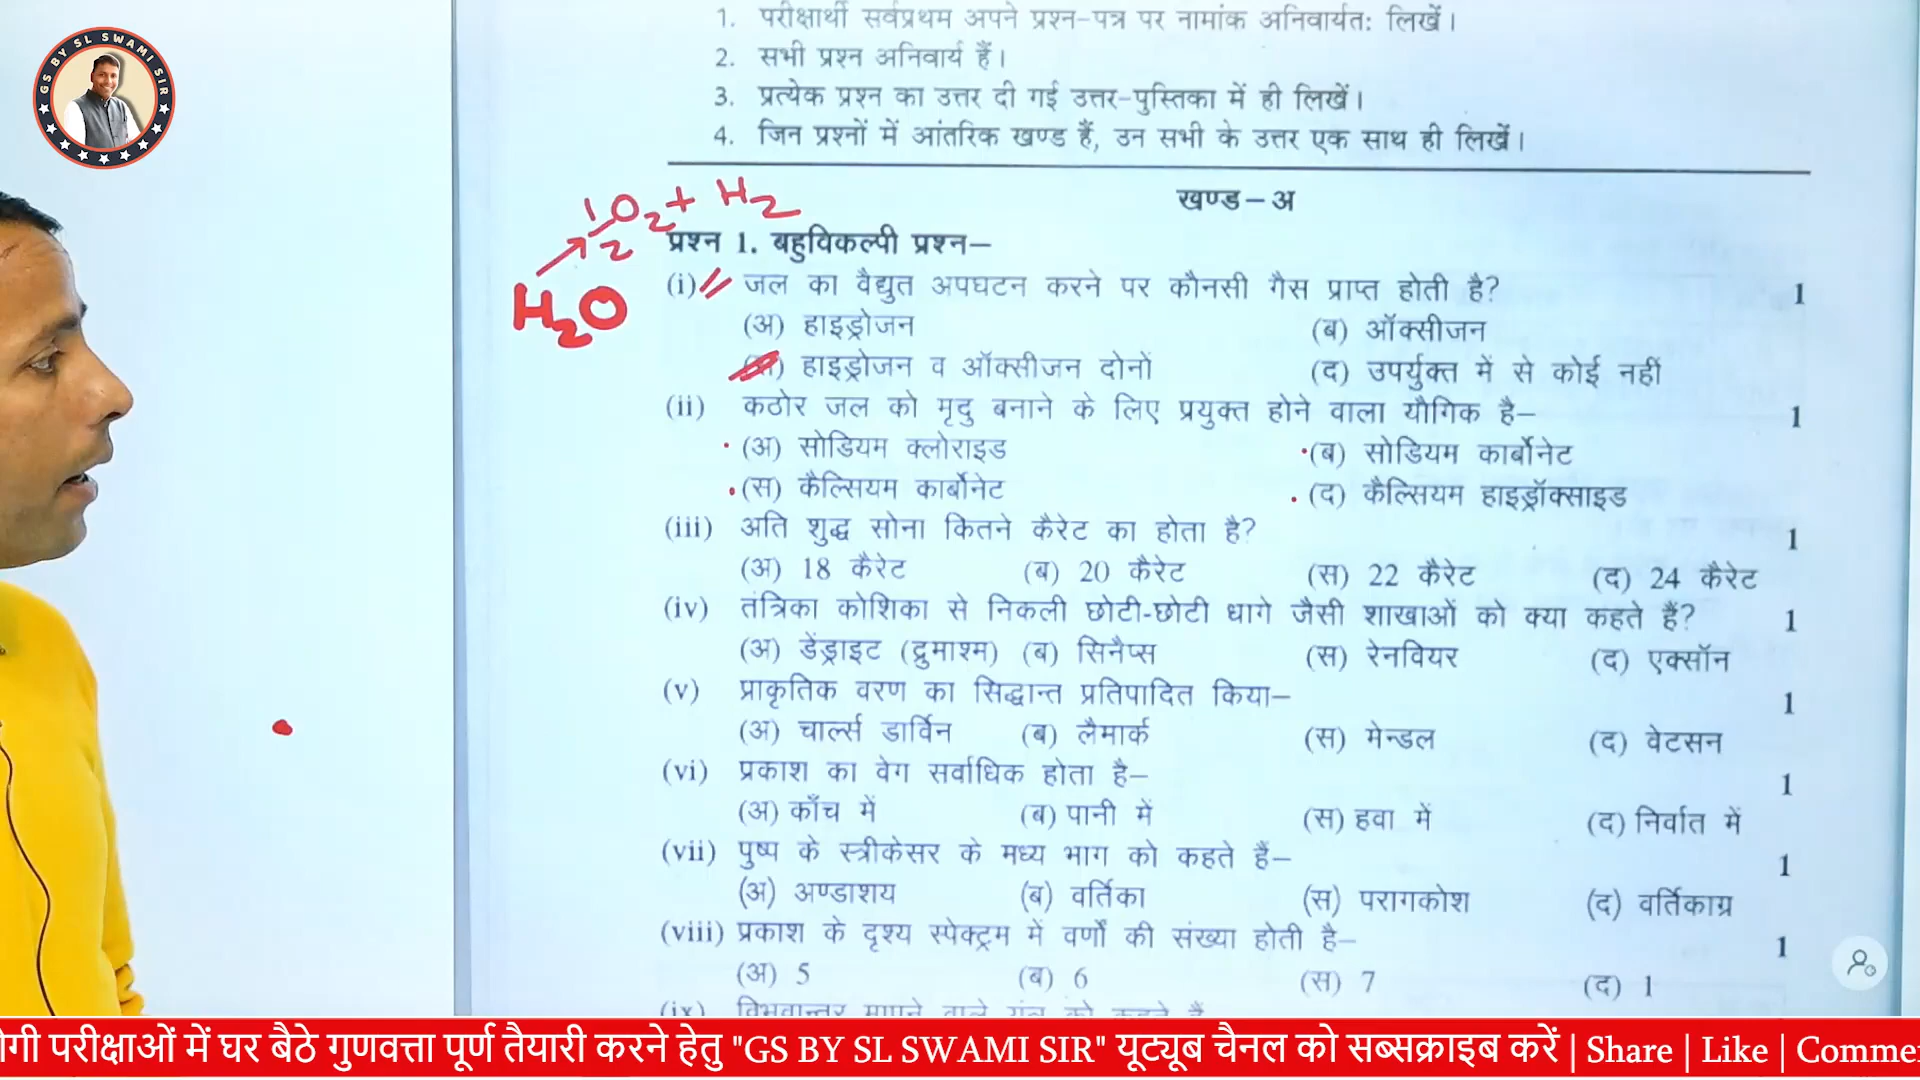 GS BY SL SWAMI SIR
1. परीक्षार्थी सर्वप्रथम अपने प्रश्न-पत्र पर नामांक अनिवार्यतः लिखें।
2. सभी प्रश्न अनिवार्य हैं।
3. प्रत्येक प्रश्न का उत्तर दी गई उत्तर-पुस्तिका में ही लिखें।
4. जिन प्रश्नों में आंतरिक खण्ड हैं, उन सभी के उत्तर एक साथ ही लिखें।
खण्ड-अ
1/2 O2 + H2
H2O
प्रश्न 1. बहुविकल्पी प्रश्न–
(i) जल का वैद्युत अपघटन करने पर कौनसी गैस प्राप्त होती है? 1
(अ) हाइड्रोजन (ब) ऑक्सीजन
हाइड्रोजन व ऑक्सीजन दोनों (द) उपर्युक्त में से कोई नहीं
(ii) कठोर जल को मृदु बनाने के लिए प्रयुक्त होने वाला यौगिक है– 1
(अ) सोडियम क्लोराइड (ब) सोडियम कार्बोनेट
(स) कैल्सियम कार्बोनेट (द) कैल्सियम हाइड्रॉक्साइड
(iii) अति शुद्ध सोना कितने कैरेट का होता है? 1
(अ) 18 कैरेट (ब) 20 कैरेट (स) 22 कैरेट (द) 24 कैरेट
(iv) तंत्रिका कोशिका से निकली छोटी-छोटी धागे जैसी शाखाओं को क्या कहते हैं? 1
(अ) डेंड्राइट (द्रुमाश्म) (ब) सिनैप्स (स) रेनवियर (द) एक्सॉन
(v) प्राकृतिक वरण का सिद्धान्त प्रतिपादित किया– 1
(अ) चार्ल्स डार्विन (ब) लैमार्क (स) मेन्डल (द) वेटसन
(vi) प्रकाश का वेग सर्वाधिक होता है– 1
(अ) काँच में (ब) पानी में (स) हवा में (द) निर्वात में
(vii) पुष्प के स्त्रीकेसर के मध्य भाग को कहते हैं– 1
(अ) अण्डाशय (ब) वर्तिका (स) परागकोश (द) वर्तिकाग्र
(viii) प्रकाश के दृश्य स्पेक्ट्रम में वर्णों की संख्या होती है– 1
(अ) 5 (ब) 6 (स) 7 (द) 1
(ix) विभवान्तर मापने वाले यंत्र को कहते हैं
ोगी परीक्षाओं में घर बैठे गुणवत्ता पूर्ण तैयारी करने हेतु "GS BY SL SWAMI SIR" यूट्यूब चैनल को सब्सक्राइब करें | Share | Like | Comme